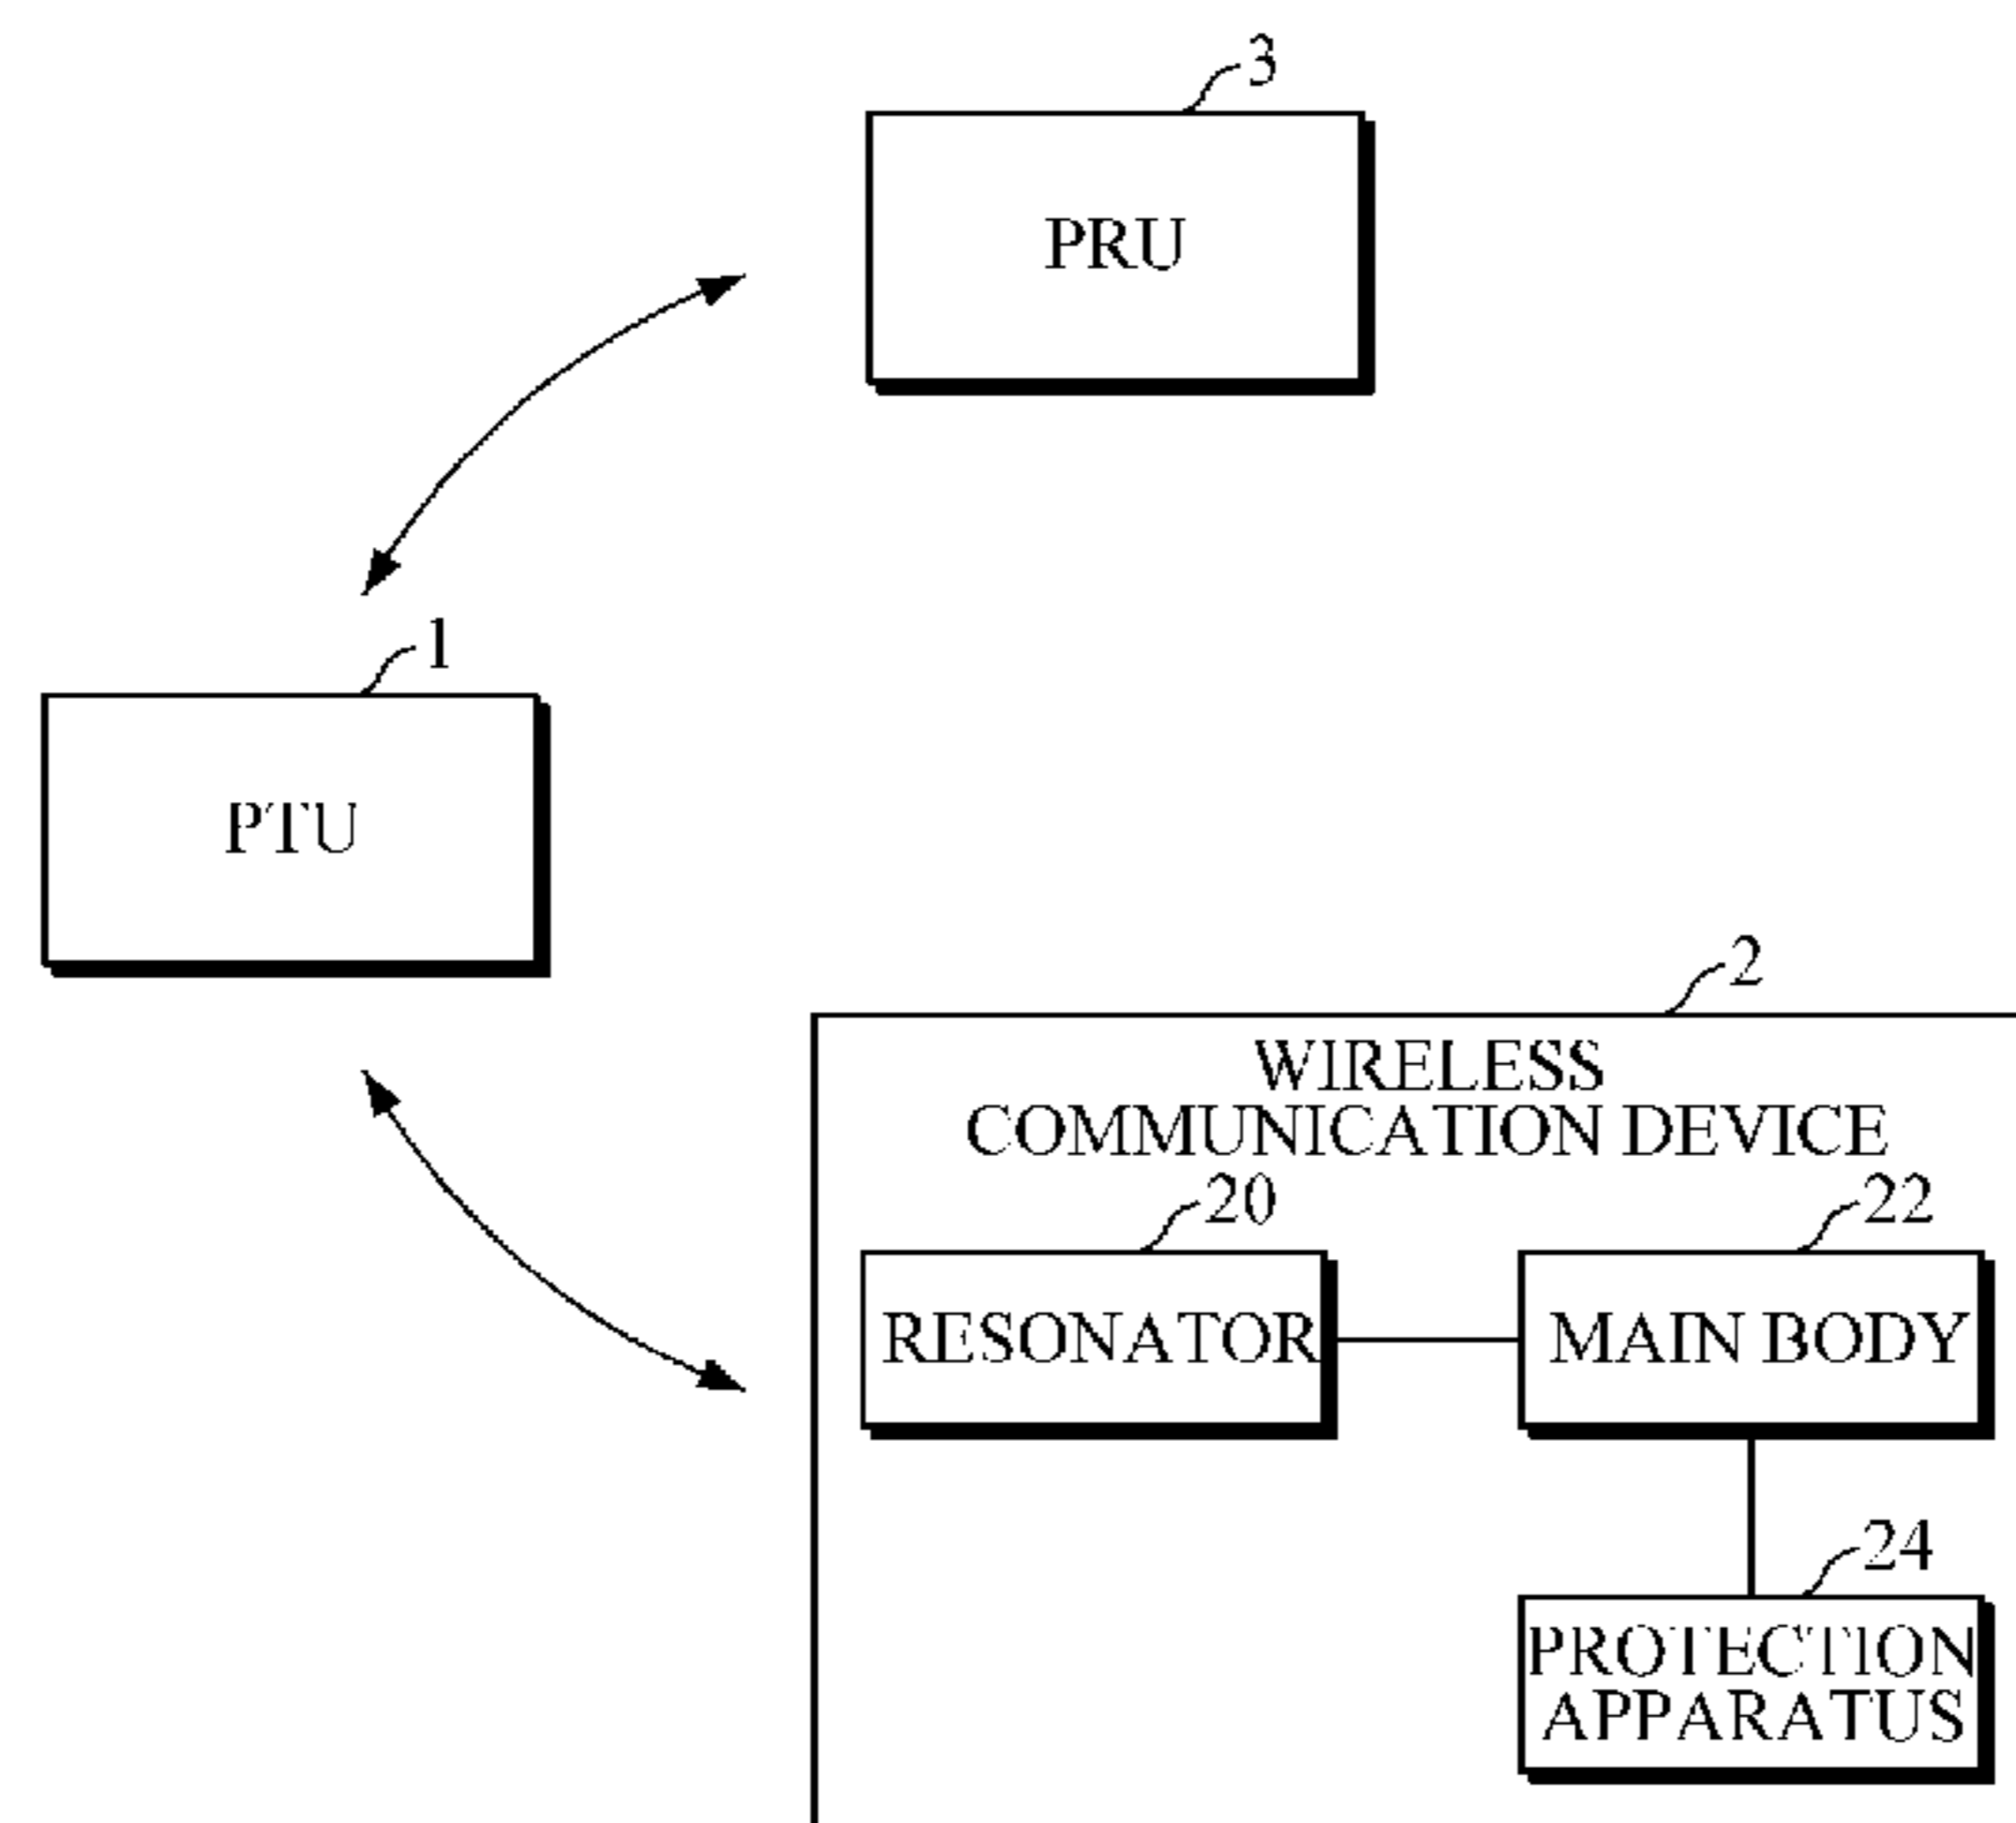 3
PRU
1
PTU
2
WIRELESS
COMMUNICATION DEVICE
20
22
RESONATOR
MAIN BODY
24
PROTECTION
APPARATUS